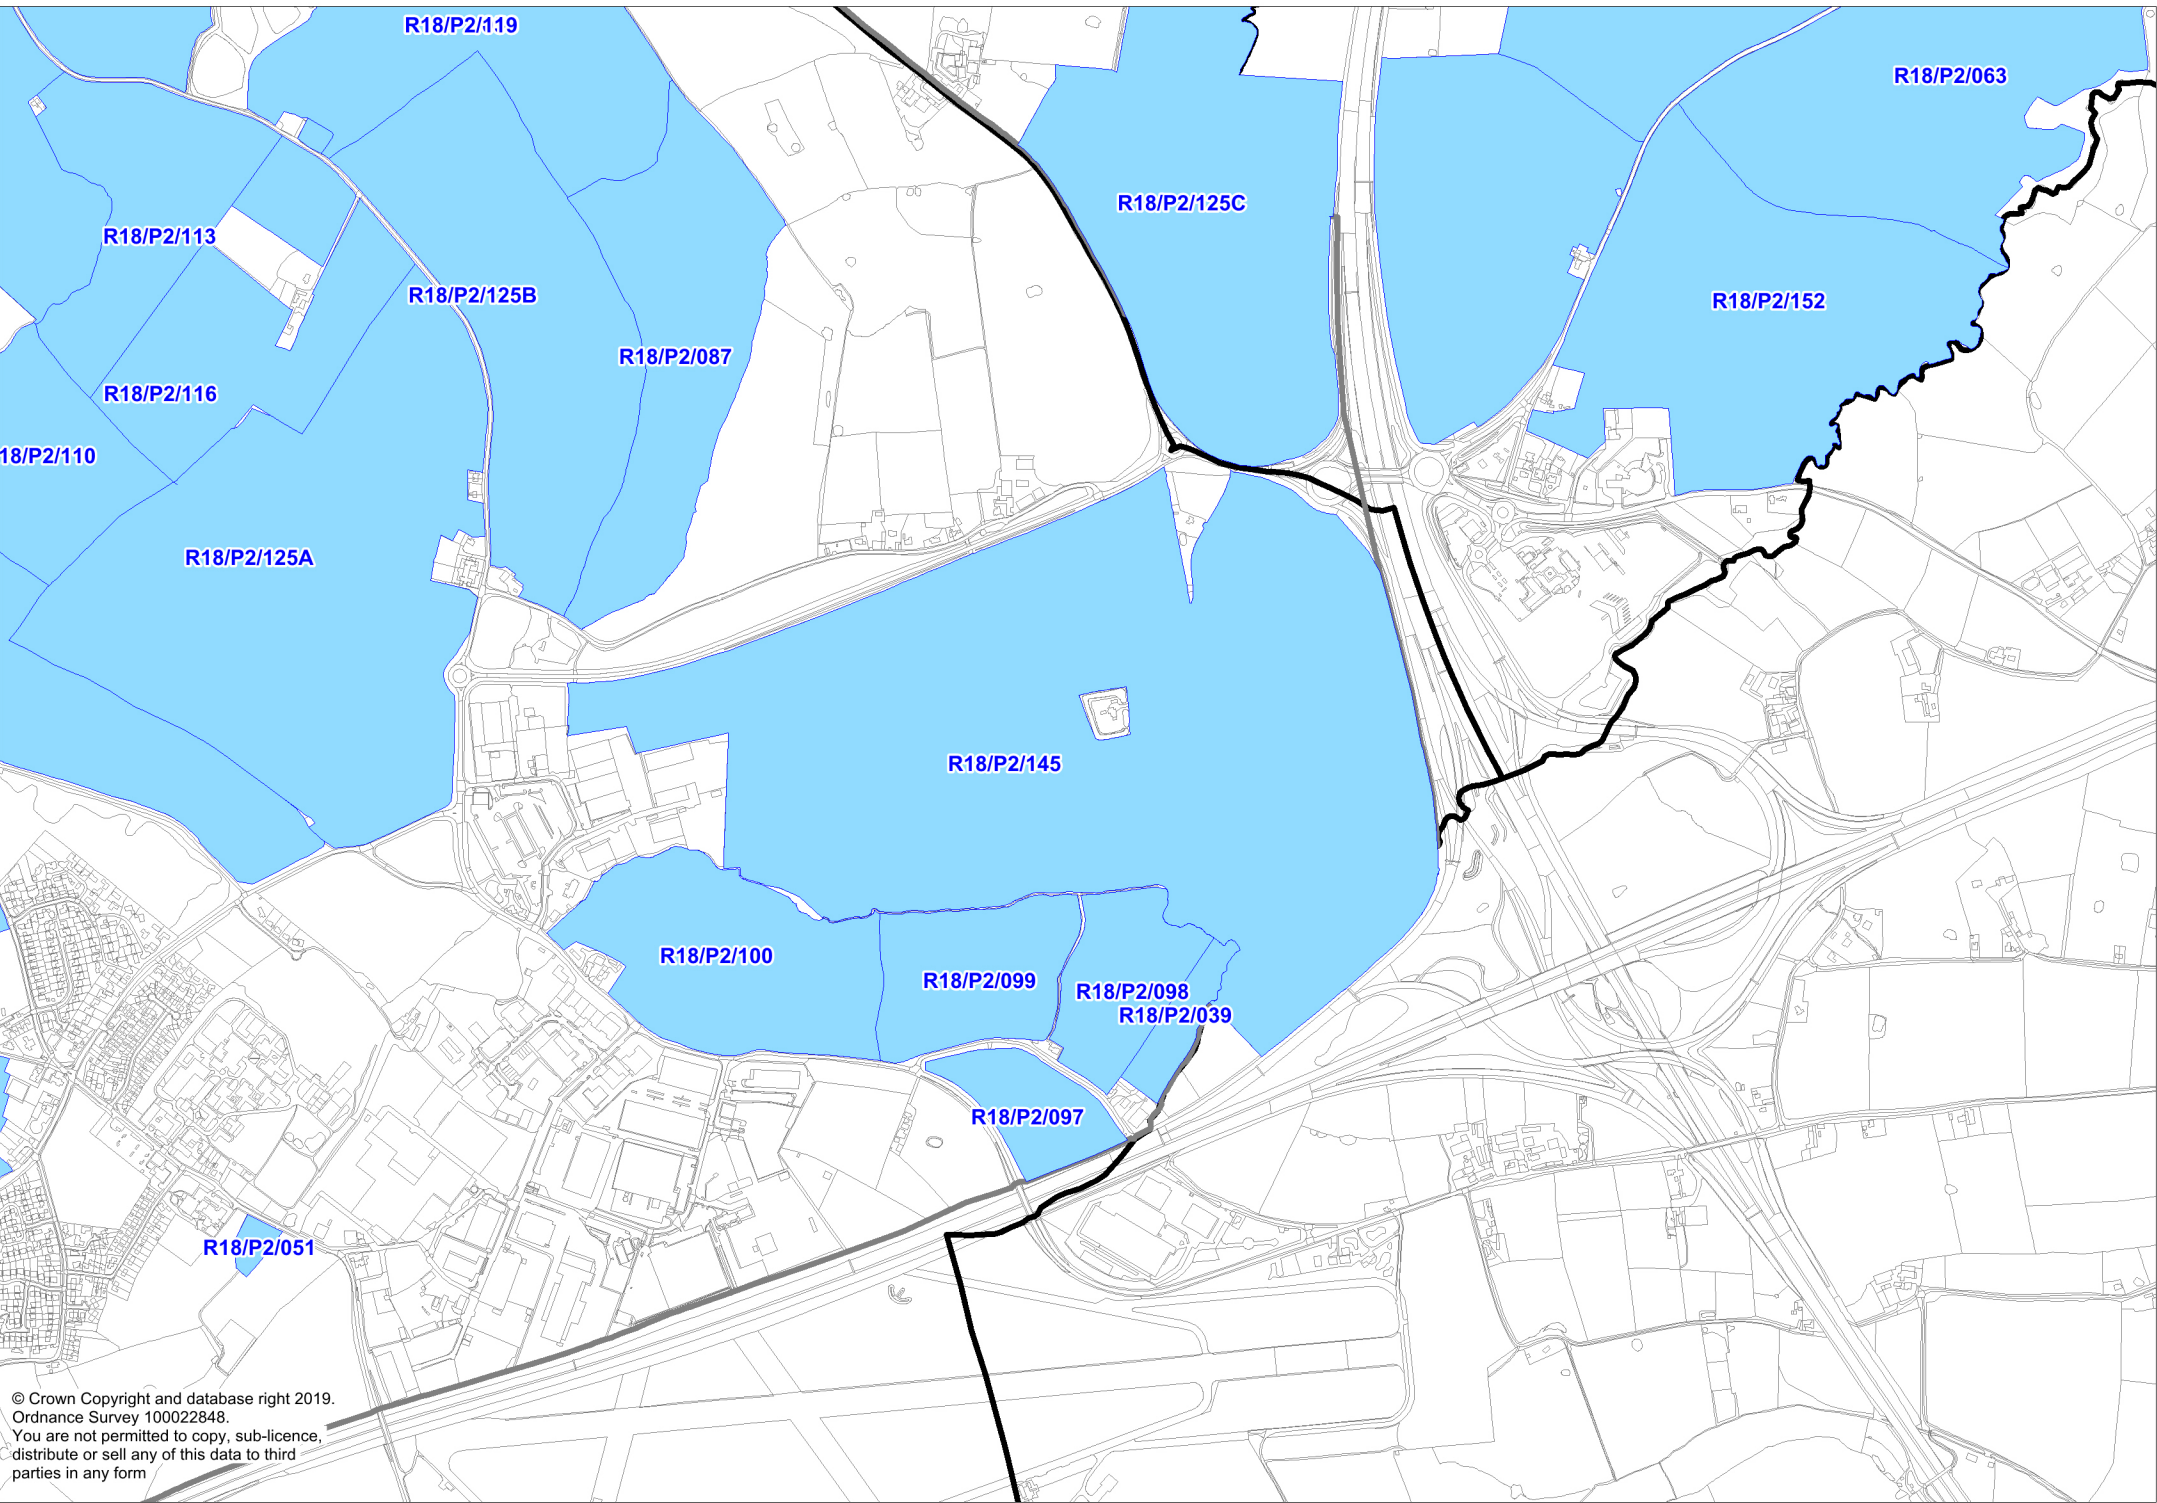 R18/P2/119
R18/P2/063
R18/P2/125C
R18/P2/113
R18/P2/125B
R18/P2/152
R18/P2/087
R18/P2/116
18/P2/110
R18/P2/125A
R18/P2/145
R18/P2/100
R18/P2/099
R18/P2/098
R18/P2/039
R18/P2/097
R18/P2/051
© Crown Copyright and database right 2019.
Ordnance Survey 100022848.
You are not permitted to copy, sub-licence,
distribute or sell any of this data to third
parties in any form